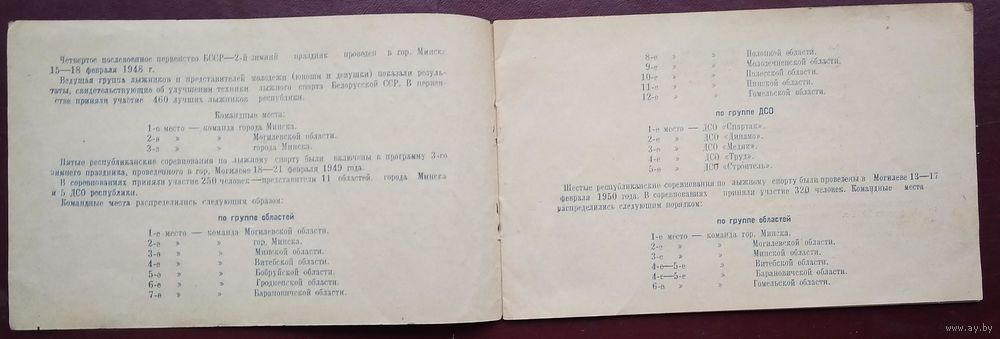 Четвертое послевоенное первенство БССР—2-й зимний праздник проведен в гор. Минске
15—18 февраля 1948 г.
Ведущая группа лыжников и представителей молодежи (юноши и девушки) показали резуль-
таты, свидетельствующие об улучшении техники лыжного спорта Белорусской ССР. В первен-
стве приняли участие 460 лучших лыжников республики.
Командные места:
1-е место — команда города Минска.
2-е » » Могилевской области.
3-е » » города Минска.
Пятые республиканские соревнования по лыжному спорту были включены в программу 3-го
зимнего праздника, проведенного в гор. Могилеве 18—21 февраля 1949 года.
В соревнованиях приняли участие 250 человек—представители 11 областей, города Минска
и 5 ДСО республики.
Командные места распределились следующим образом:
по группе областей
1-е место — команда Могилевской области.
2-е » » гор. Минска.
3-е » » Минской области.
4-е » » Витебской области.
5-е » » Бобруйской области.
6-е » » Гродненской области.
7-е » » Барановичской области.
8-е » » Полоцкой области.
9-е » » Молодечненской области.
10-е » » Полесской области.
11-е » » Пинской области.
12-е » » Гомельской области.
по группе ДСО
1-е место — ДСО «Спартак».
2-е » ДСО «Динамо».
3-е » ДСО «Медик».
4-е » ДСО «Труд».
5-е » ДСО «Строитель».
Шестые республиканские соревнования по лыжному спорту были проведены в Могилеве 13—17
февраля 1950 года. В соревнованиях приняли участие 320 человек. Командные места
распределились следующим порядком:
по группе областей
1-е место — команда гор. Минска.
2-е » » Могилевской области.
3-е » » Минской области.
4-е—5-е » Витебской области.
4-е—5-е » Барановичской области.
6-е » » Гомельской области.
www.ay.by